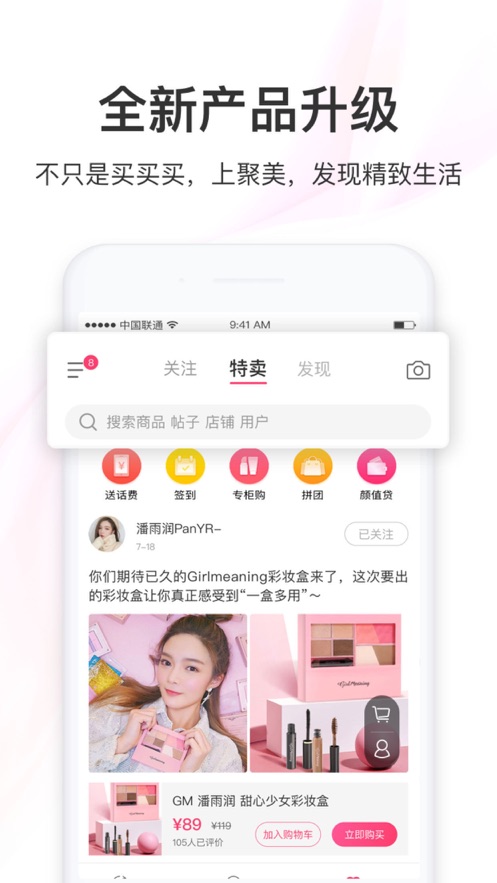 全新产品升级
不只是买买买，上聚美，发现精致生活
中国联通 9:41 AM
8
关注 特卖 发现
搜索商品 帖子 店铺 用户
送话费 签到 专柜购 拼团 颜值贷
潘雨润PanYR-
7-18
已关注
你们期待已久的Girlmeaning彩妆盒来了，这次要出
的彩妆盒让你真正感受到“一盒多用”～
GirlMeaning
GM 潘雨润 甜心少女彩妆盒
¥89 ¥119
105人已评价
加入购物车 立即购买